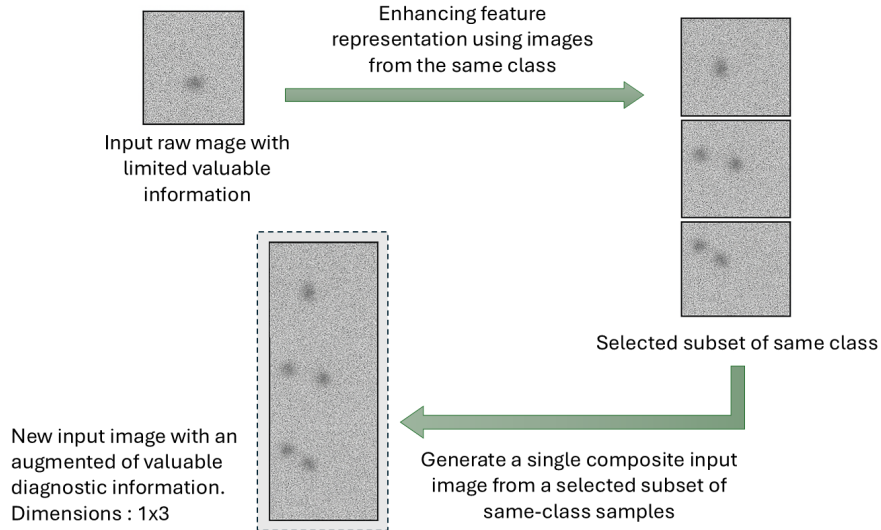 Enhancing feature
representation using images
from the same class
Input raw mage with
limited valuable
information
Selected subset of same class
Generate a single composite input
image from a selected subset of
same-class samples
New input image with an
augmented of valuable
diagnostic information.
Dimensions : 1x3